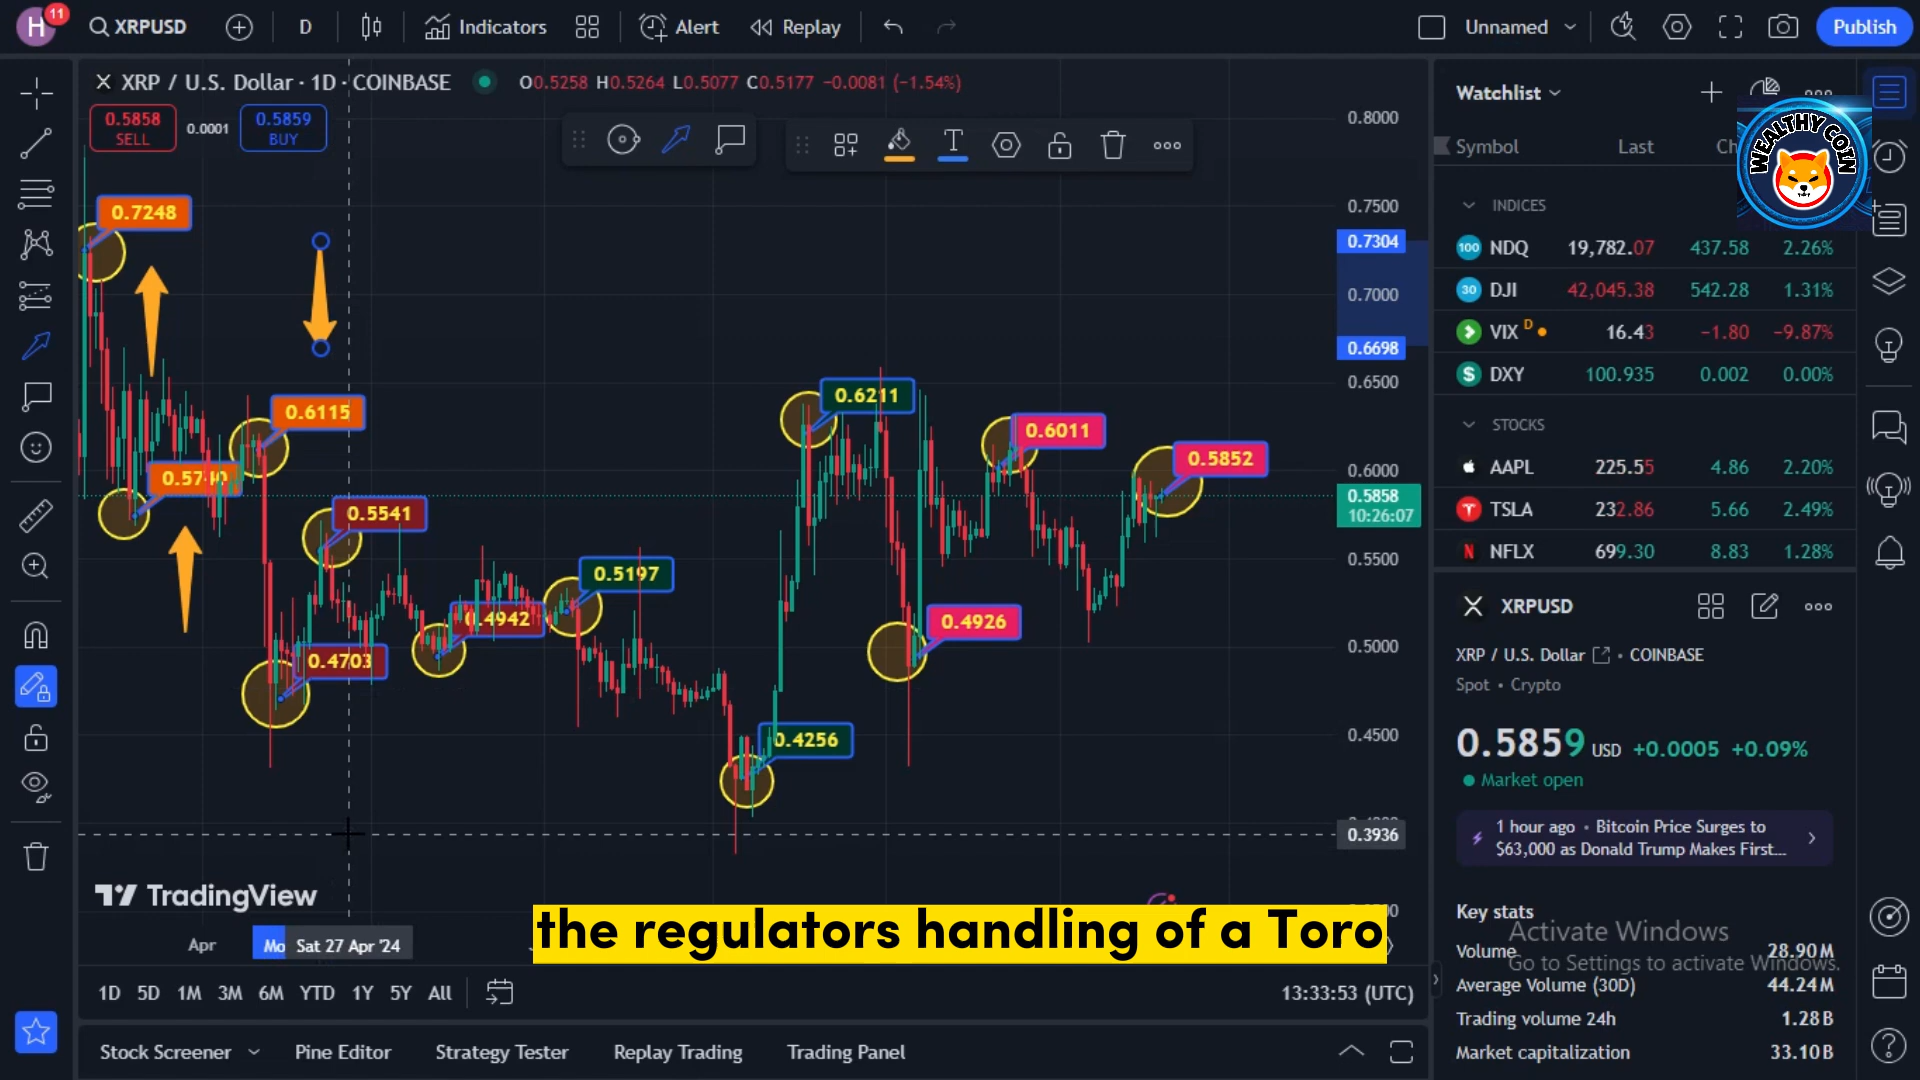 H 11 XRPUSD D Indicators Alert Replay Unnamed Publish
XRP / U.S. Dollar · 1D · COINBASE O0.5258 H0.5264 L0.5077 C0.5177 −0.0081 (−1.54%)
0.5858 SELL 0.0001 0.5859 BUY
0.7248
0.6115
0.5541
0.4703
0.4942
0.5197
0.4256
0.6211
0.4926
0.6011
0.5852
0.8000
0.7500
0.7304
0.7000
0.6698
0.6500
0.6000
0.5858
10:26:07
0.5500
0.5000
0.4500
0.3936
TradingView
the regulators handling of a Toro
Apr Mo Sat 27 Apr '24
1D 5D 1M 3M 6M YTD 1Y 5Y All 13:33:53 (UTC)
Stock Screener Pine Editor Strategy Tester Replay Trading Trading Panel
Watchlist
WEALTHY COIN
Symbol Last
INDICES
100 NDQ 19,782.07 437.58 2.26%
30 DJI 42,045.38 542.28 1.31%
VIX D 16.43 −1.80 −9.87%
$ DXY 100.935 0.002 0.00%
STOCKS
AAPL 225.55 4.86 2.20%
TSLA 232.86 5.66 2.49%
N NFLX 699.30 8.83 1.28%
XRPUSD
XRP / U.S. Dollar · COINBASE
Spot · Crypto
0.5859 USD +0.0005 +0.09%
Market open
1 hour ago · Bitcoin Price Surges to
$63,000 as Donald Trump Makes First...
Key stats
Activate Windows
Volume 28.90M
Go to Settings to activate Windows.
Average Volume (30D) 44.24M
Trading volume 24h 1.28B
Market capitalization 33.10B